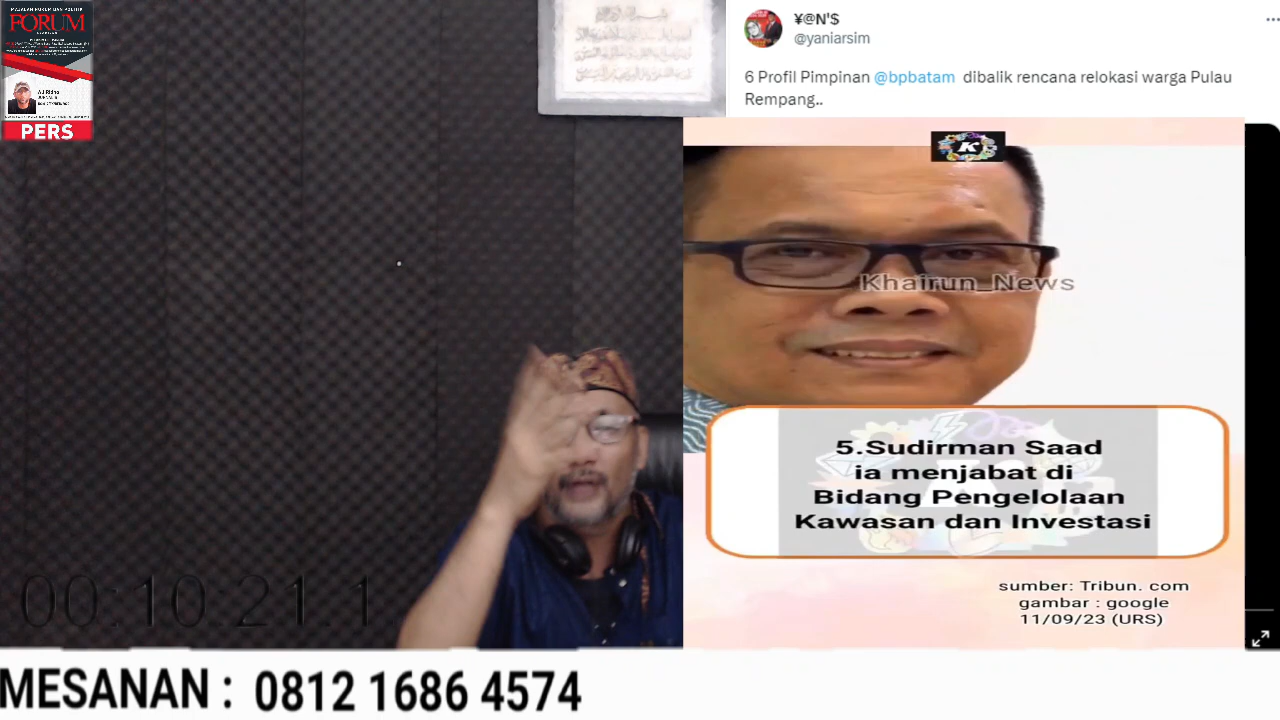 FORUM
PERS
¥@N'$
@yaniarsim
6 Profil Pimpinan @bpbatam dibalik rencana relokasi warga Pulau
Rempang..
K
Khairun_News
5.Sudirman Saad
ia menjabat di
Bidang Pengelolaan
Kawasan dan Investasi
sumber: Tribun. com
gambar : google
11/09/23 (URS)
00:10:21.1
MESANAN : 0812 1686 4574